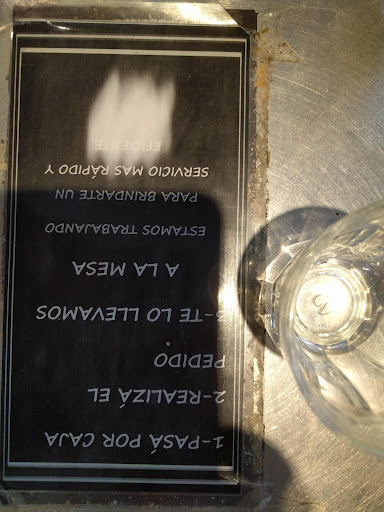 1-PASÁ POR CAJA
2-REALIZÁ EL
PEDIDO
3-TE LO LLEVAMOS
A LA MESA
ESTAMOS TRABAJANDO
PARA BRINDARTE UN
SERVICIO MAS RÁPIDO Y
EFICIENTE